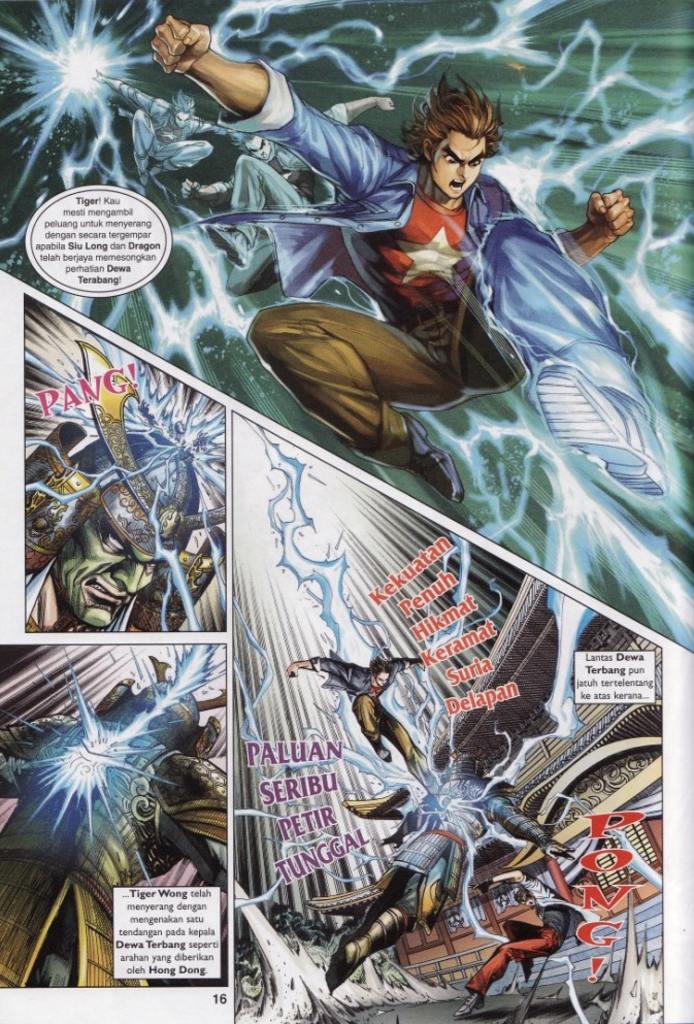 Tiger! Kau
mesti mengambil
peluang untuk menyerang
dengan secara tergempar
apabila Siu Long dan Dragon
telah berjaya memesongkan
perhatian Dewa
Terabang!
PANG!
...Tiger Wong telah
menyerang dengan
mengenakan satu
tendangan pada kepala
Dewa Terbang seperti
arahan yang diberikan
oleh Hong Dong.
Kekuatan
Penuh
Hikmat
Keramat
Suria
Delapan
PALUAN
SERIBU
PETIR
TUNGGAL
Lantas Dewa
Terbang pun
jatuh tertelentang
ke atas kerana...
PONG!
16